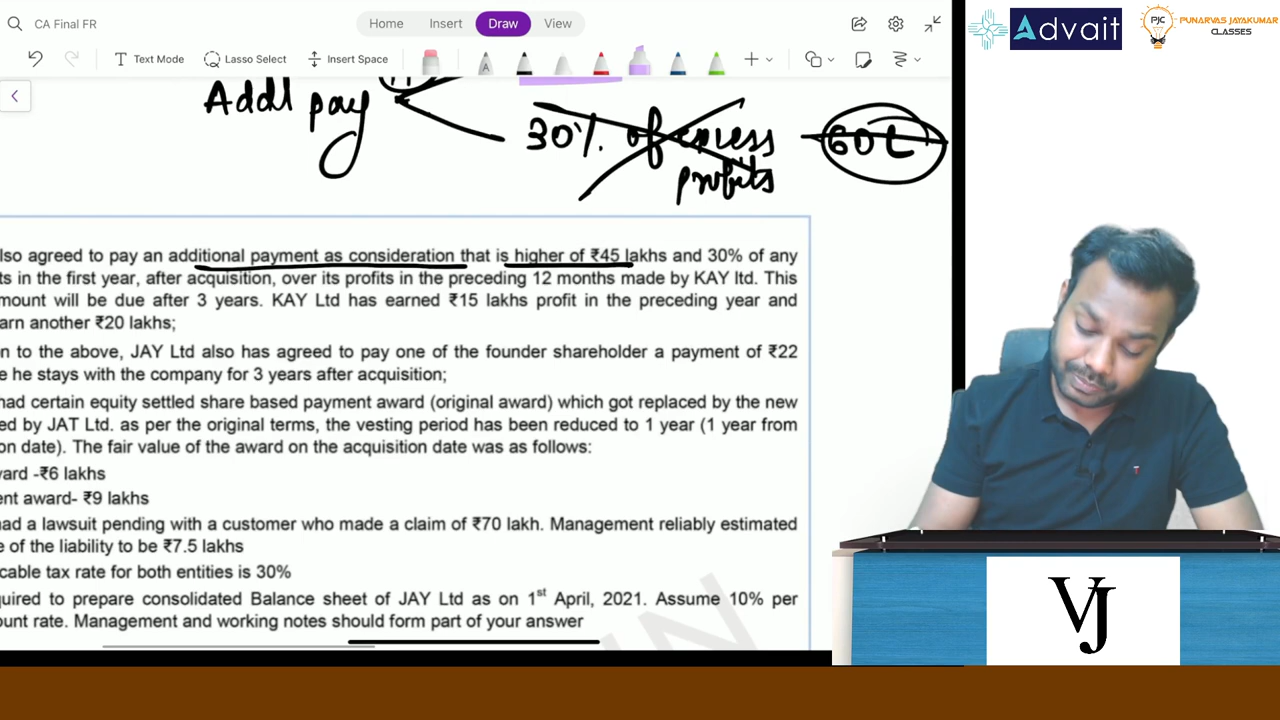 CA Final FR
Home Insert Draw View
Advait
PJC
PUNARVAS JAYAKUMAR
CLASSES
Text Mode Lasso Select Insert Space
Addl pay
30% of excess profits
60L
lso agreed to pay an additional payment as consideration that is higher of ₹45 lakhs and 30% of any
ts in the first year, after acquisition, over its profits in the preceding 12 months made by KAY ltd. This
mount will be due after 3 years. KAY Ltd has earned ₹15 lakhs profit in the preceding year and
arn another ₹20 lakhs;
n to the above, JAY Ltd also has agreed to pay one of the founder shareholder a payment of ₹22
e he stays with the company for 3 years after acquisition;
had certain equity settled share based payment award (original award) which got replaced by the new
ed by JAT Ltd. as per the original terms, the vesting period has been reduced to 1 year (1 year from
on date). The fair value of the award on the acquisition date was as follows:
ward -₹6 lakhs
ent award- ₹9 lakhs
had a lawsuit pending with a customer who made a claim of ₹70 lakh. Management reliably estimated
e of the liability to be ₹7.5 lakhs
cable tax rate for both entities is 30%
quired to prepare consolidated Balance sheet of JAY Ltd as on 1st April, 2021. Assume 10% per
ount rate. Management and working notes should form part of your answer
VJ